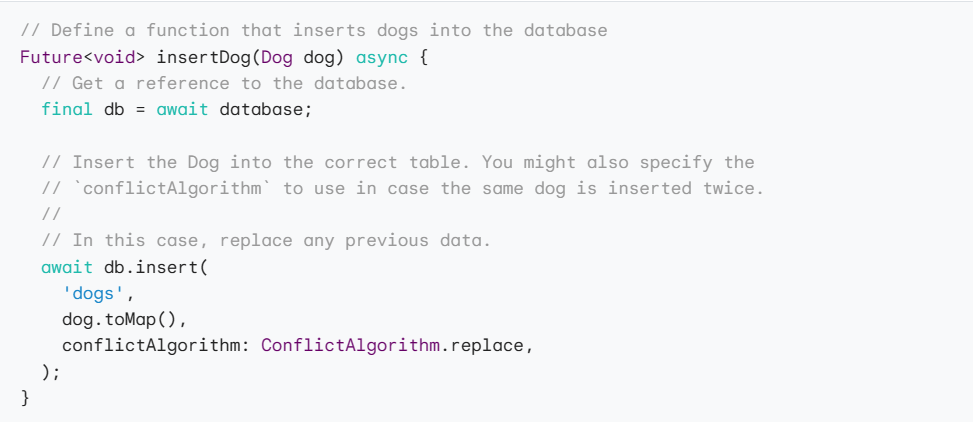 // Define a function that inserts dogs into the database
Future<void> insertDog(Dog dog) async {
  // Get a reference to the database.
  final db = await database;

  // Insert the Dog into the correct table. You might also specify the
  // `conflictAlgorithm` to use in case the same dog is inserted twice.
  //
  // In this case, replace any previous data.
  await db.insert(
    'dogs',
    dog.toMap(),
    conflictAlgorithm: ConflictAlgorithm.replace,
  );
}